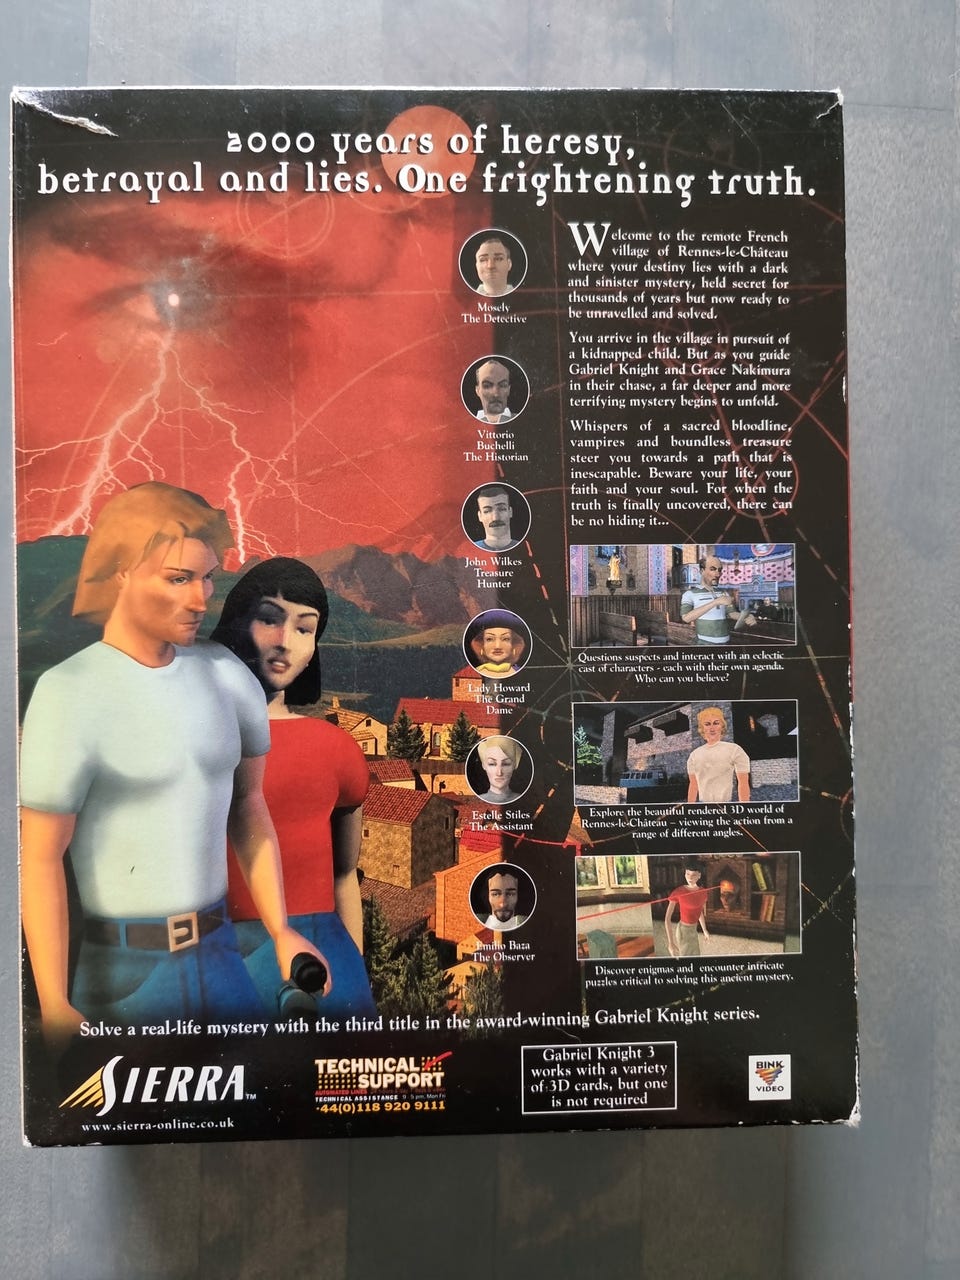 2000 years of heresy,
betrayal and lies. One frightening truth.
Mosely
The Detective
Vittorio
Buchelli
The Historian
John Wilkes
Treasure
Hunter
Lady Howard
The Grand
Dame
Estelle Stiles
The Assistant
Emilio Baza
The Observer
Welcome to the remote French
village of Rennes-le-Château
where your destiny lies with a dark
and sinister mystery, held secret for
thousands of years but now ready to
be unravelled and solved.
You arrive in the village in pursuit of
a kidnapped child. But as you guide
Gabriel Knight and Grace Nakimura
in their chase, a far deeper and more
terrifying mystery begins to unfold.
Whispers of a sacred bloodline,
vampires and boundless treasure
steer you towards a path that is
inescapable. Beware your life, your
faith and your soul. For when the
truth is finally uncovered, there can
be no hiding it...
Questions suspects and interact with an eclectic
cast of characters - each with their own agenda.
Who can you believe?
Explore the beautiful rendered 3D world of
Rennes-le-Château – viewing the action from a
range of different angles.
Discover enigmas and encounter intricate
puzzles critical to solving this ancient mystery.
Solve a real-life mystery with the third title in the award-winning Gabriel Knight series.
SIERRA™
www.sierra-online.co.uk
TECHNICAL
SUPPORT
TECHNICAL ASSISTANCE 9 - 5 pm, Mon-Fri
+44(0)118 920 9111
Gabriel Knight 3
works with a variety
of 3D cards, but one
is not required
BINK
VIDEO